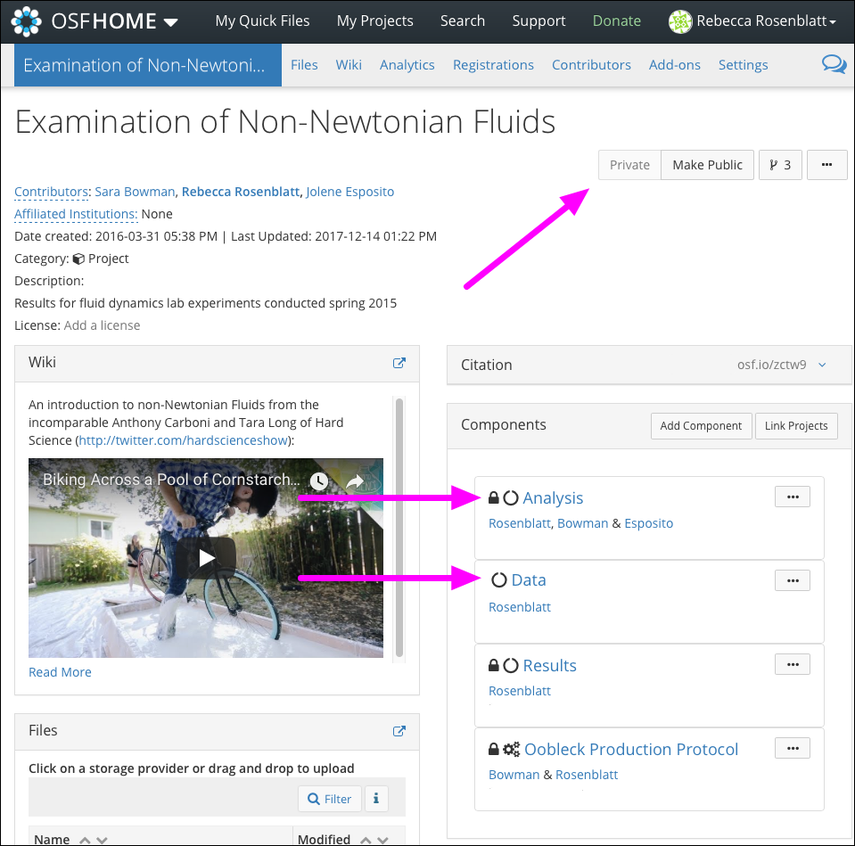 OSFHOME My Quick Files My Projects Search Support Donate Rebecca Rosenblatt
Examination of Non-Newtoni... Files Wiki Analytics Registrations Contributors Add-ons Settings
Examination of Non-Newtonian Fluids
Private Make Public 3 ...
Contributors: Sara Bowman, Rebecca Rosenblatt, Jolene Esposito
Affiliated Institutions: None
Date created: 2016-03-31 05:38 PM | Last Updated: 2017-12-14 01:22 PM
Category: Project
Description:
Results for fluid dynamics lab experiments conducted spring 2015
License: Add a license
Wiki
An introduction to non-Newtonian Fluids from the
incomparable Anthony Carboni and Tara Long of Hard
Science (http://twitter.com/hardscienceshow):
Biking Across a Pool of Cornstarch...
Read More
Files
Click on a storage provider or drag and drop to upload
Filter i
Name Modified
Citation osf.io/zctw9
Components Add Component Link Projects
Analysis ...
Rosenblatt, Bowman & Esposito
Data ...
Rosenblatt
Results ...
Rosenblatt
Oobleck Production Protocol ...
Bowman & Rosenblatt